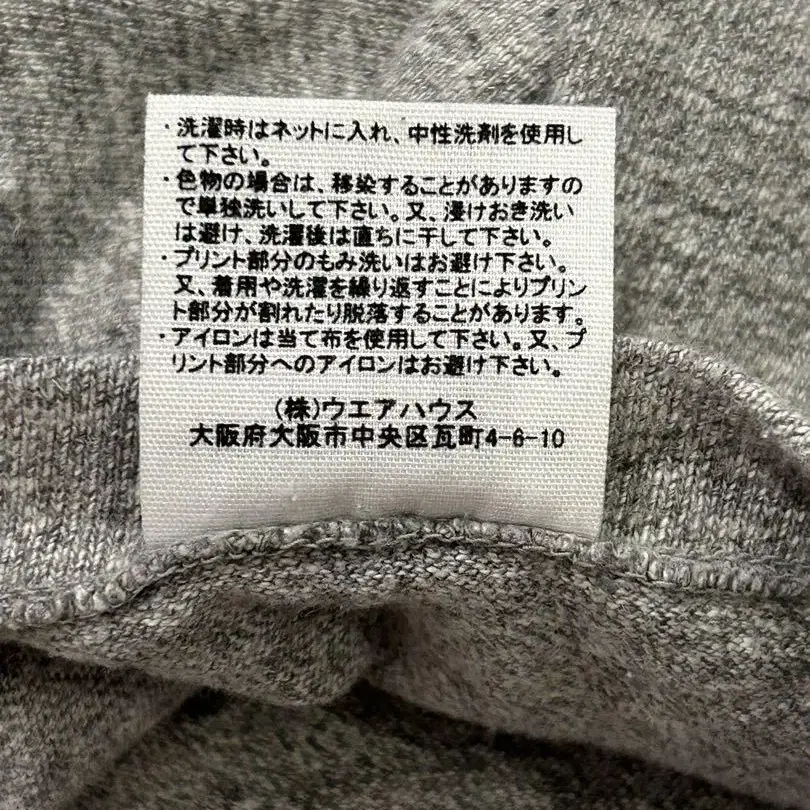 ・洗濯時はネットに入れ、中性洗剤を使用し
て下さい。
・色物の場合は、移染することがありますの
で単独洗いして下さい。又、浸けおき洗い
は避け、洗濯後は直ちに干して下さい。
・プリント部分のもみ洗いはお避け下さい。
又、着用や洗濯を繰り返すことによりプリン
ト部分が割れたり脱落することがあります。
・アイロンは当て布を使用して下さい。又、プ
リント部分へのアイロンはお避け下さい。
(株)ウエアハウス
大阪府大阪市中央区瓦町4-6-10